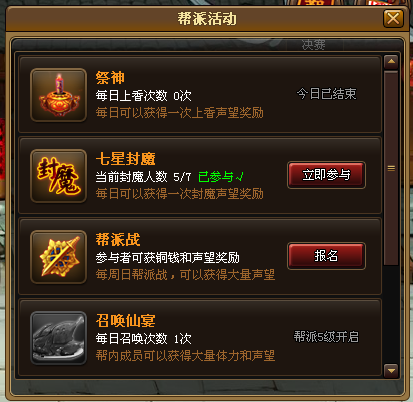 帮派活动
决赛
祭神
每日上香次数 0次
今日已结束
每日可以获得一次上香声望奖励
封魔
七星封魔
当前封魔人数 5/7 已参与√
立即参与
每日可以获得一次封魔声望奖励
帮派战
参与者可获铜钱和声望奖励
报名
每周日帮派战，可以获得大量声望
召唤仙宴
每日召唤次数 1次
帮派5级开启
帮内成员可以获得大量体力和声望